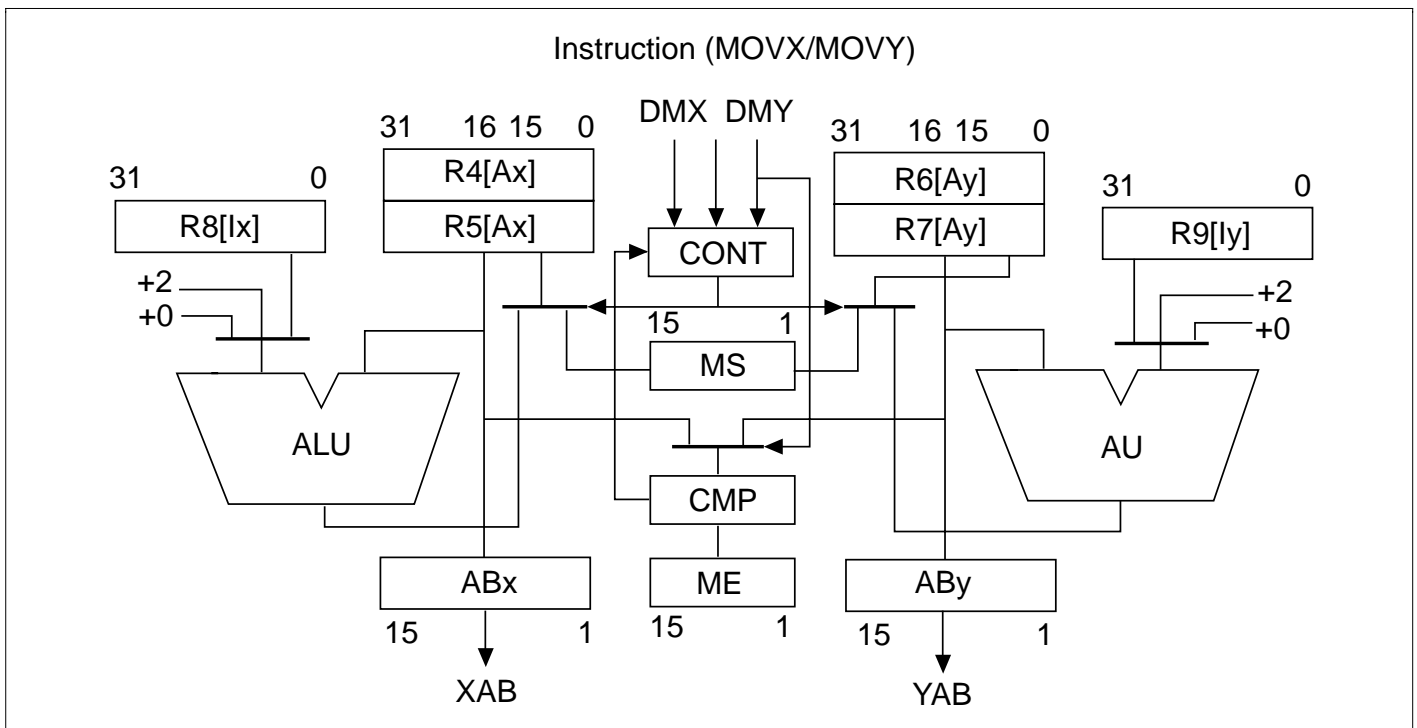 Instruction (MOVX/MOVY)
DMX DMY
31 16 15 0
31 16 15 0
R4[Ax]
R6[Ay]
31 0
31 0
R8[Ix]
R5[Ax]
CONT
R7[Ay]
R9[Iy]
+2
+2
+0
15 1
+0
MS
ALU
AU
CMP
ABx
ME
ABy
15 1
15 1
15 1
XAB
YAB